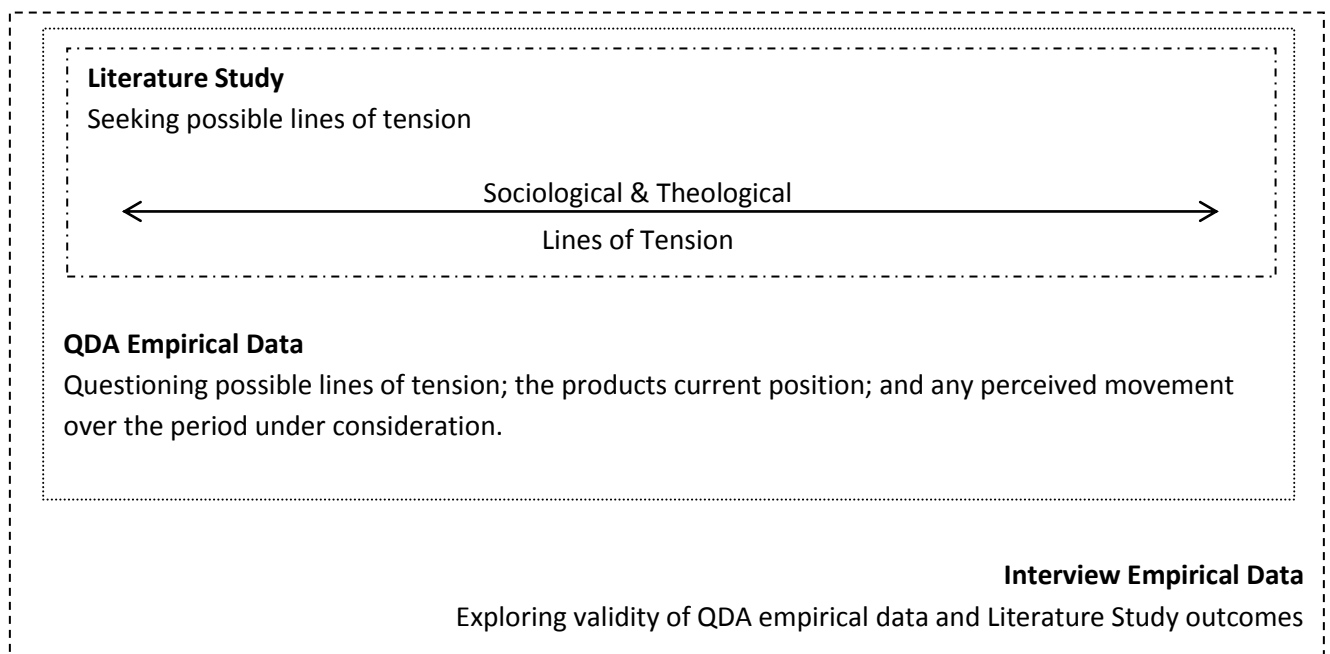 Literature Study
Seeking possible lines of tension
Sociological & Theological
Lines of Tension
QDA Empirical Data
Questioning possible lines of tension; the products current position; and any perceived movement
over the period under consideration.
Interview Empirical Data
Exploring validity of QDA empirical data and Literature Study outcomes